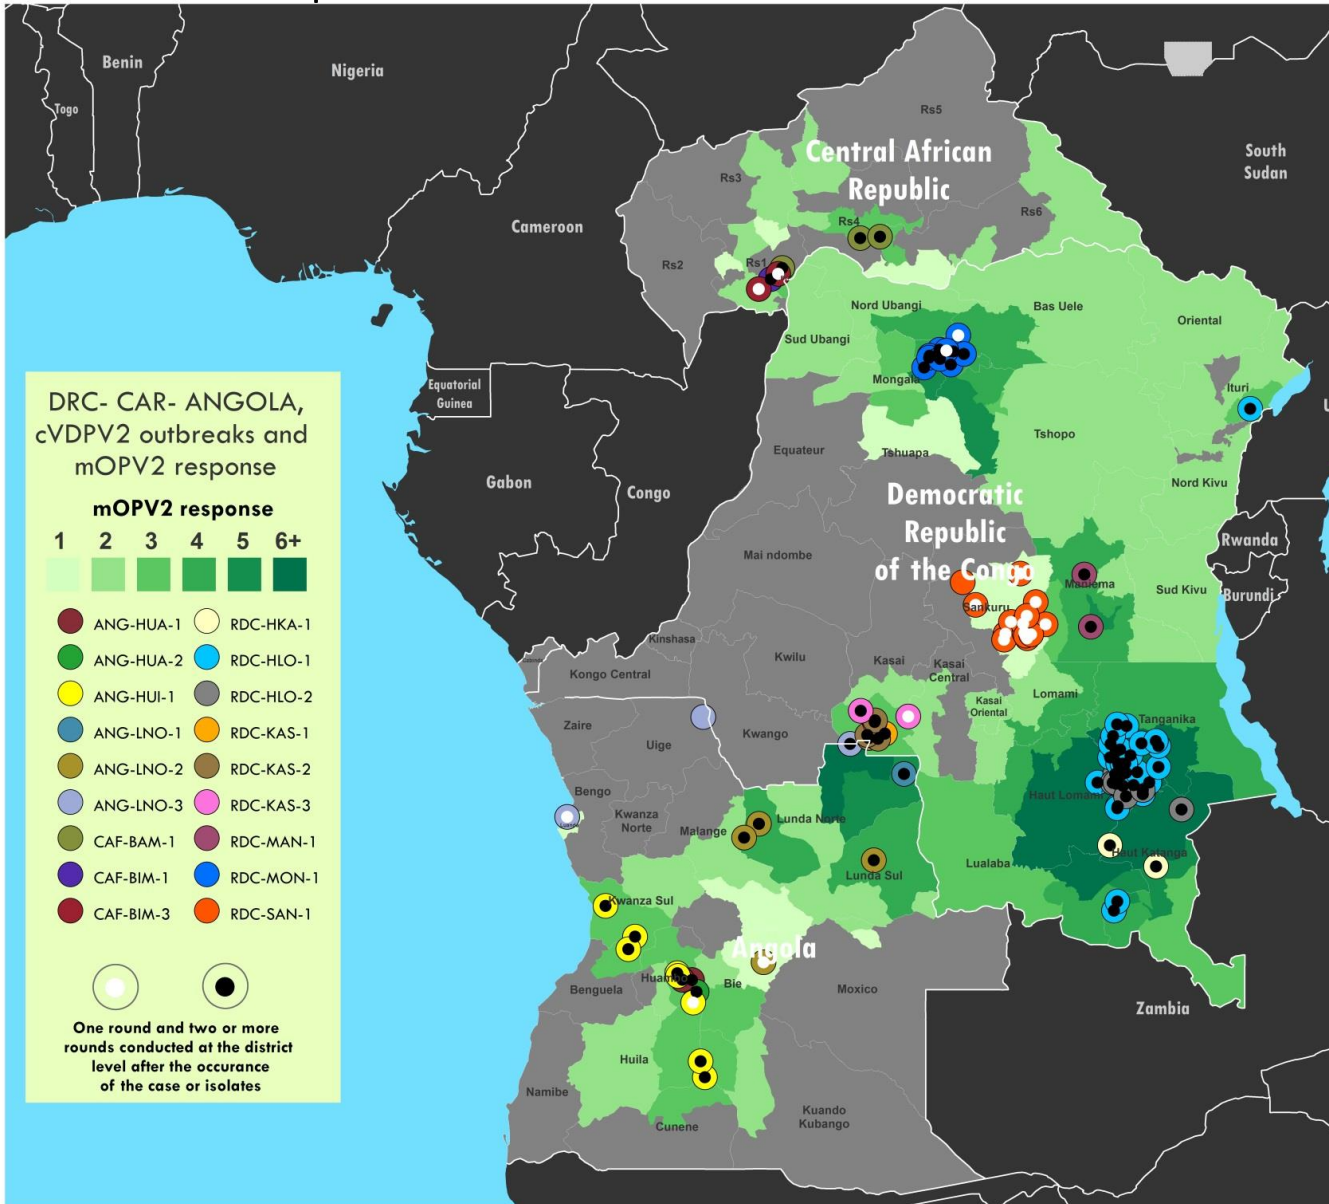 Benin
Nigeria
Togo
Rs5
Central African
Republic
South
Sudan
Rs3
Cameroon
Rs4
Rs6
Rs2
Rs1
Nord Ubangi
Bas Uele
Oriental
Sud Ubangi
Mongala
Ituri
Equatorial
Guinea
DRC- CAR- ANGOLA,
cVDPV2 outbreaks and
mOPV2 response
mOPV2 response
1 2 3 4 5 6+
ANG-HUA-1 RDC-HKA-1
ANG-HUA-2 RDC-HLO-1
ANG-HUI-1 RDC-HLO-2
ANG-LNO-1 RDC-KAS-1
ANG-LNO-2 RDC-KAS-2
ANG-LNO-3 RDC-KAS-3
CAF-BAM-1 RDC-MAN-1
CAF-BIM-1 RDC-MON-1
CAF-BIM-3 RDC-SAN-1
One round and two or more
rounds conducted at the district
level after the occurance
of the case or isolates
Equateur
Tshuapa
Tshopo
Gabon
Congo
Nord Kivu
Democratic
Republic
of the Congo
Rwanda
Mai ndombe
Maniema
Sud Kivu
Burundi
Sankuru
Kinshasa
Kwilu
Kasai
Kasai
Central
Kongo Central
Lomami
Kasai
Oriental
Tanganika
Zaire
Uige
Kwango
Bengo
Haut Lomami
Kwanza
Norte
Malange
Lunda Norte
Haut Katanga
Lualaba
Lunda Sul
Kwanza Sul
Angola
Huambo
Bie
Benguela
Moxico
Zambia
Huila
Namibe
Kuando
Kubango
Cunene